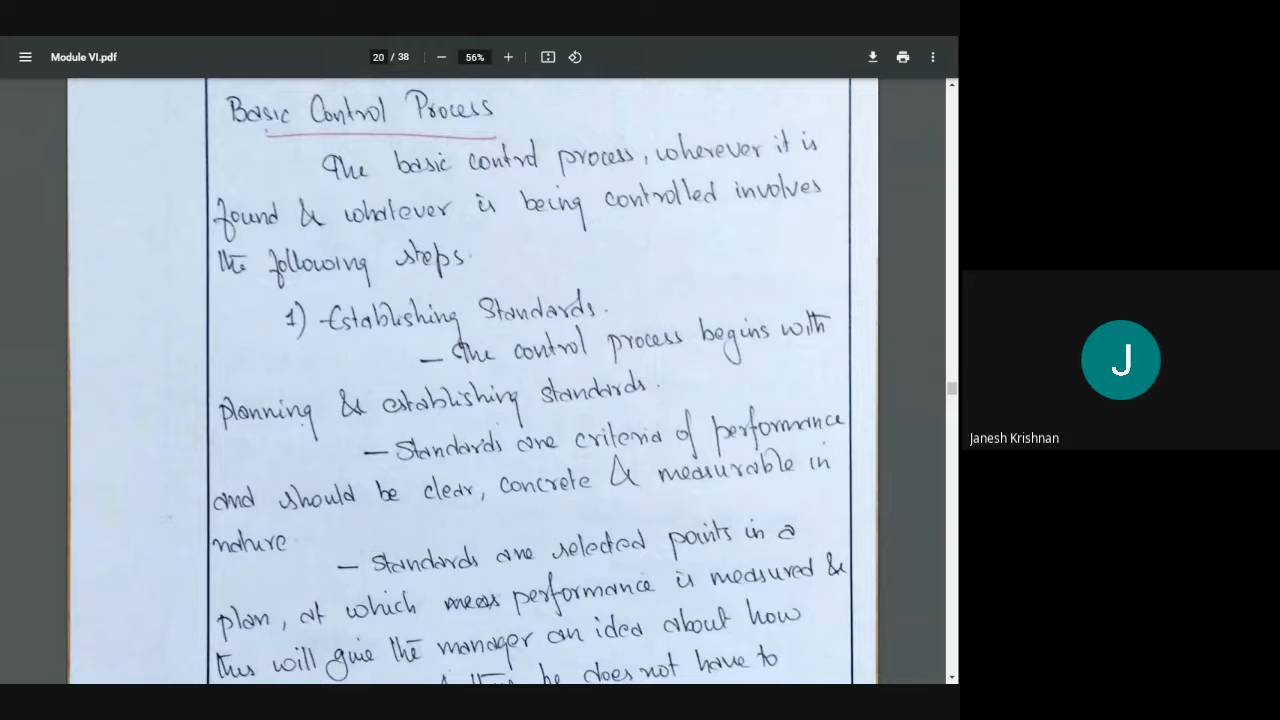 Module VI.pdf
20 / 38
56%
Basic Control Process
The basic control process, wherever it is
found & whatever is being controlled involves
the following steps.
1) Establishing Standards.
– The control process begins with
planning & establishing standards.
– Standards are criteria of performance
and should be clear, concrete & measurable in
nature
– Standards are selected points in a
plan, at which meas performance is measured &
this will give the manager an idea about how
he does not have to
J
Janesh Krishnan